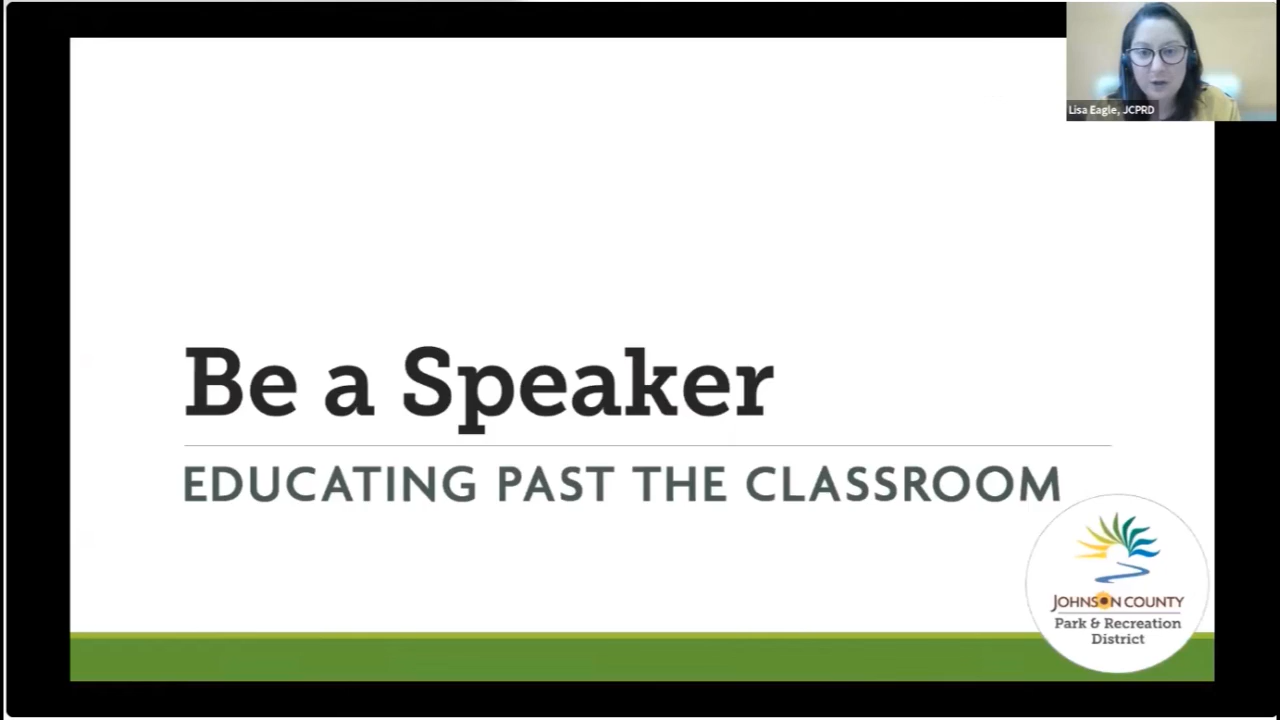 Lisa Eagle, JCPRD
Be a Speaker
EDUCATING PAST THE CLASSROOM
JOHNSON COUNTY
Park & Recreation
District